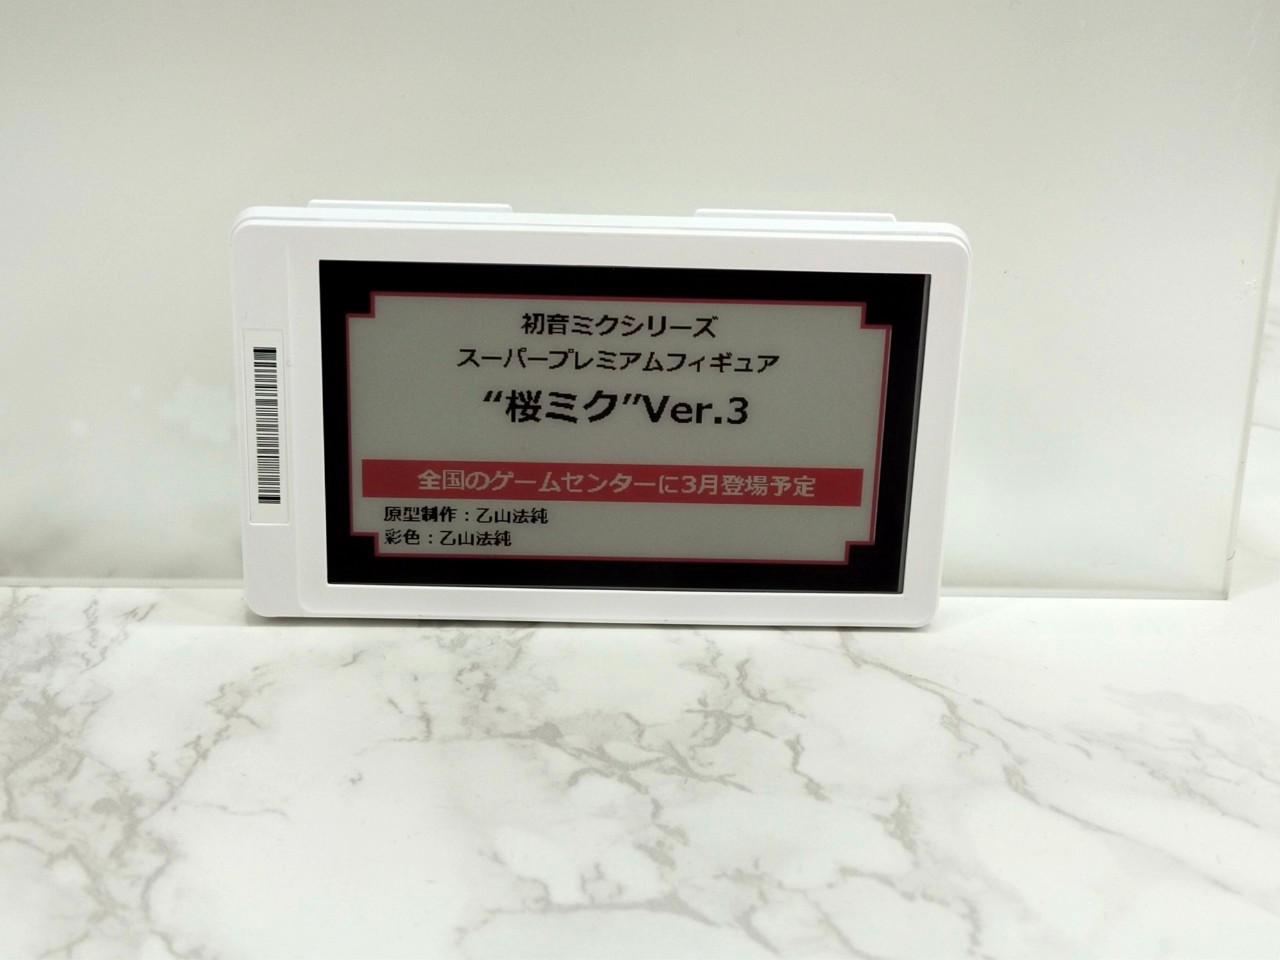 初音ミクシリーズ
スーパープレミアムフィギュア
“桜ミク”Ver.3
全国のゲームセンターに3月登場予定
原型制作：乙山法純
彩色：乙山法純